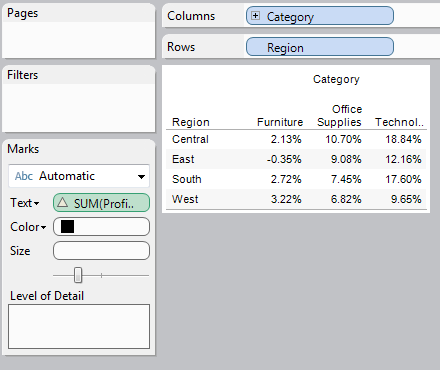 Pages
Columns Category
Rows Region
Filters
Category
Region Furniture Office Supplies Technol..
Central 2.13% 10.70% 18.84%
East -0.35% 9.08% 12.16%
South 2.72% 7.45% 17.60%
West 3.22% 6.82% 9.65%
Marks
Abc Automatic
Text SUM(Profi..
Color
Size
Level of Detail